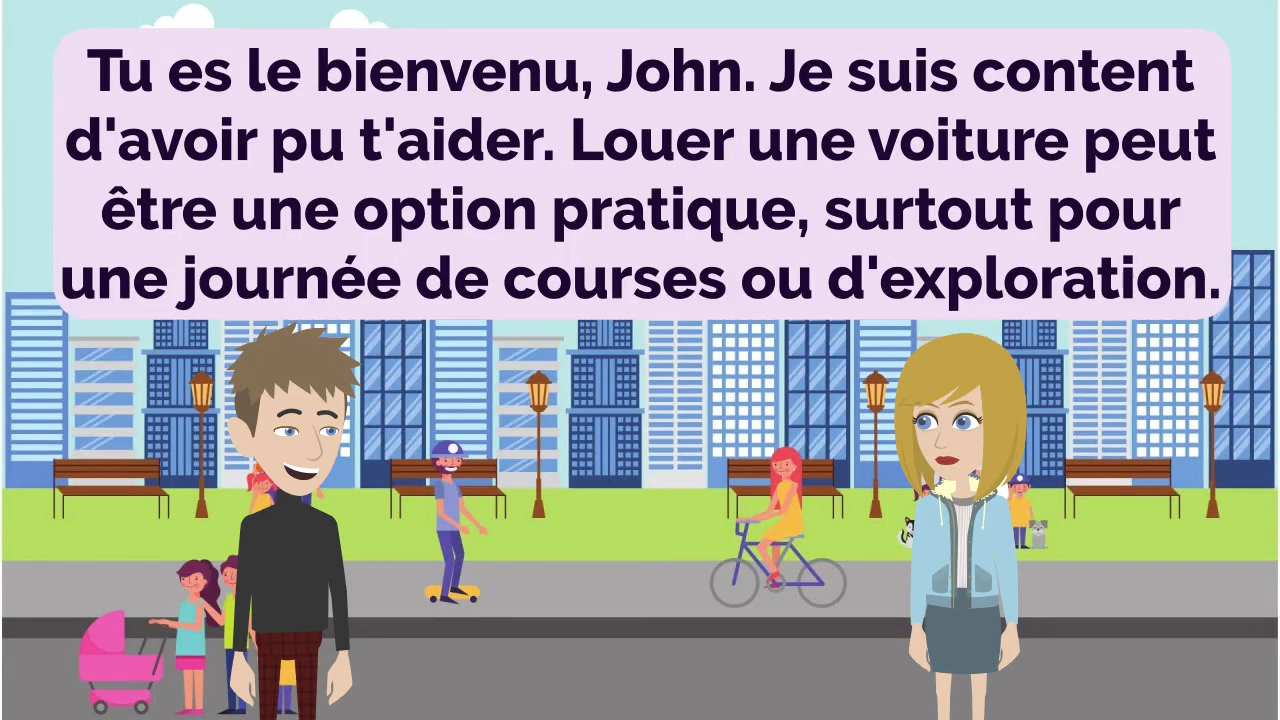 Tu es le bienvenu, John. Je suis content
d'avoir pu t'aider. Louer une voiture peut
être une option pratique, surtout pour
une journée de courses ou d'exploration.